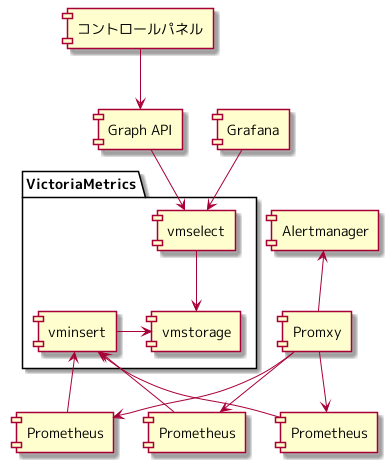 コントロールパネル
Graph API
Grafana
VictoriaMetrics
vmselect
Alertmanager
vminsert
vmstorage
Promxy
Prometheus
Prometheus
Prometheus